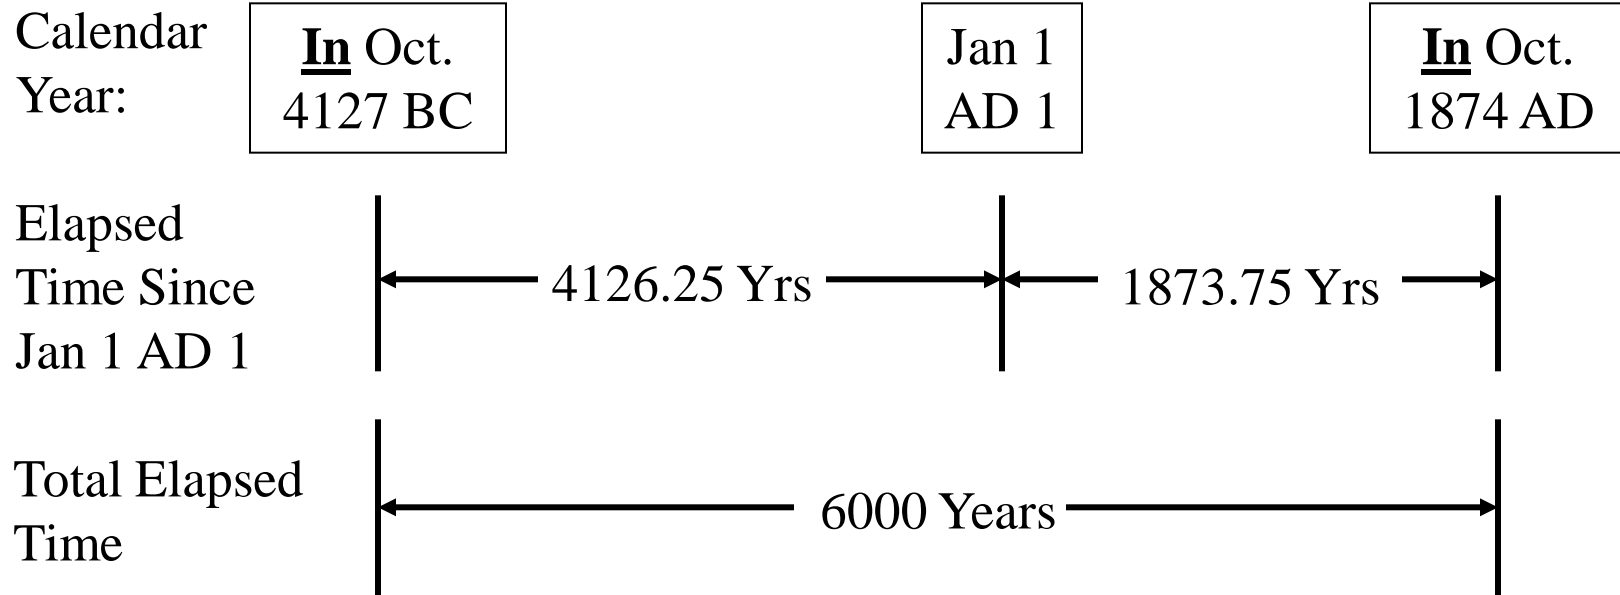 Calendar
Year:
In Oct.
4127 BC
Jan 1
AD 1
In Oct.
1874 AD
Elapsed
Time Since
Jan 1 AD 1
4126.25 Yrs
1873.75 Yrs
Total Elapsed
Time
6000 Years